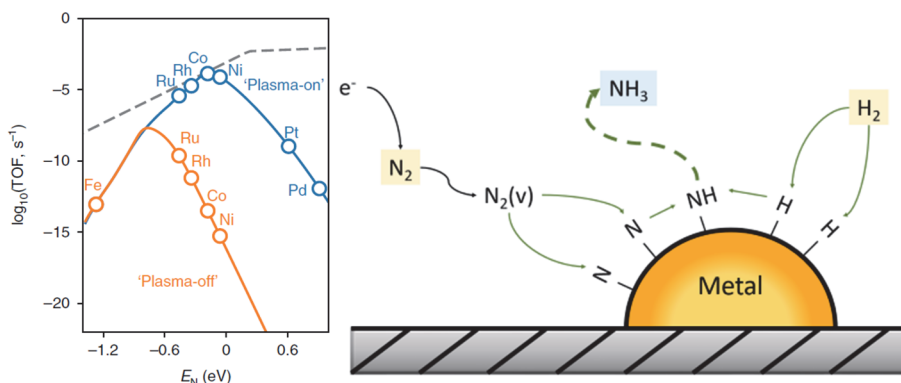 0
−5
−10
−15
−20
log₁₀(TOF, s⁻¹)
−1.2
−0.6
0
0.6
E_N (eV)
Co
Rh
Ru
Ni
'Plasma-on'
Pt
Pd
Ru
Rh
Co
Ni
Fe
'Plasma-off'
e⁻
N₂
N₂(v)
NH₃
H₂
N
N
NH
H
H
Metal